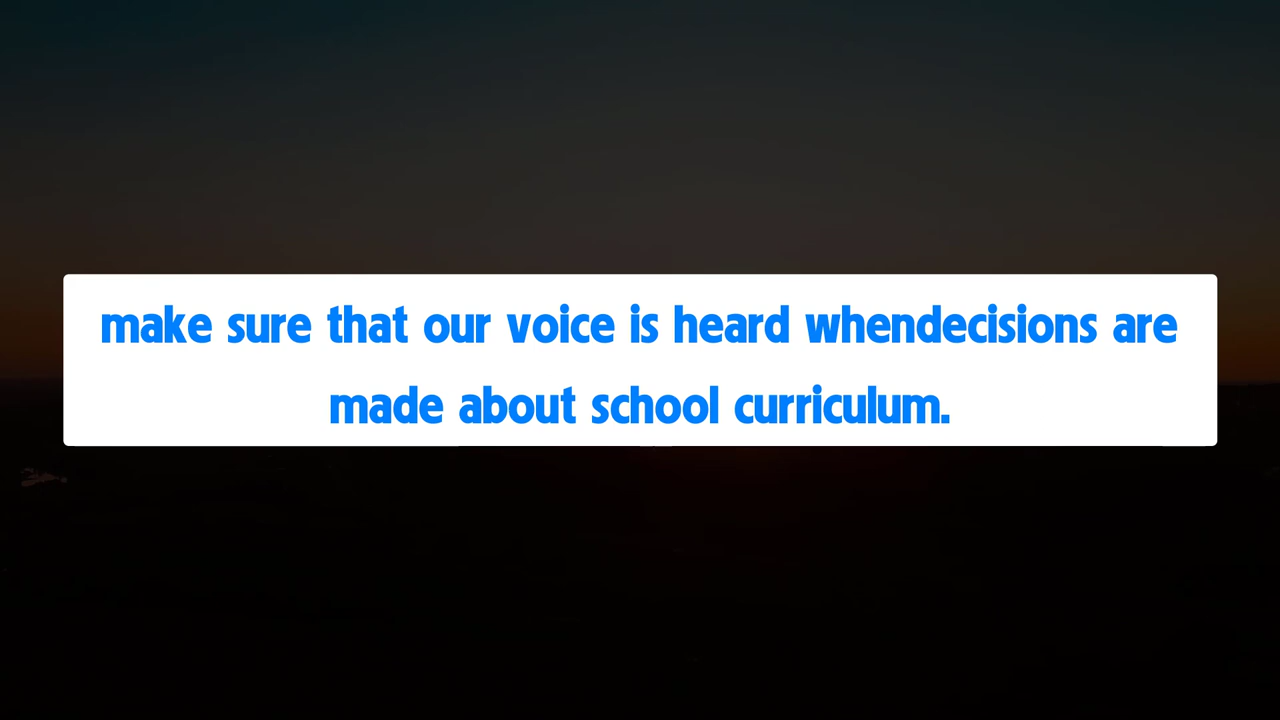 make sure that our voice is heard whendecisions are
made about school curriculum.